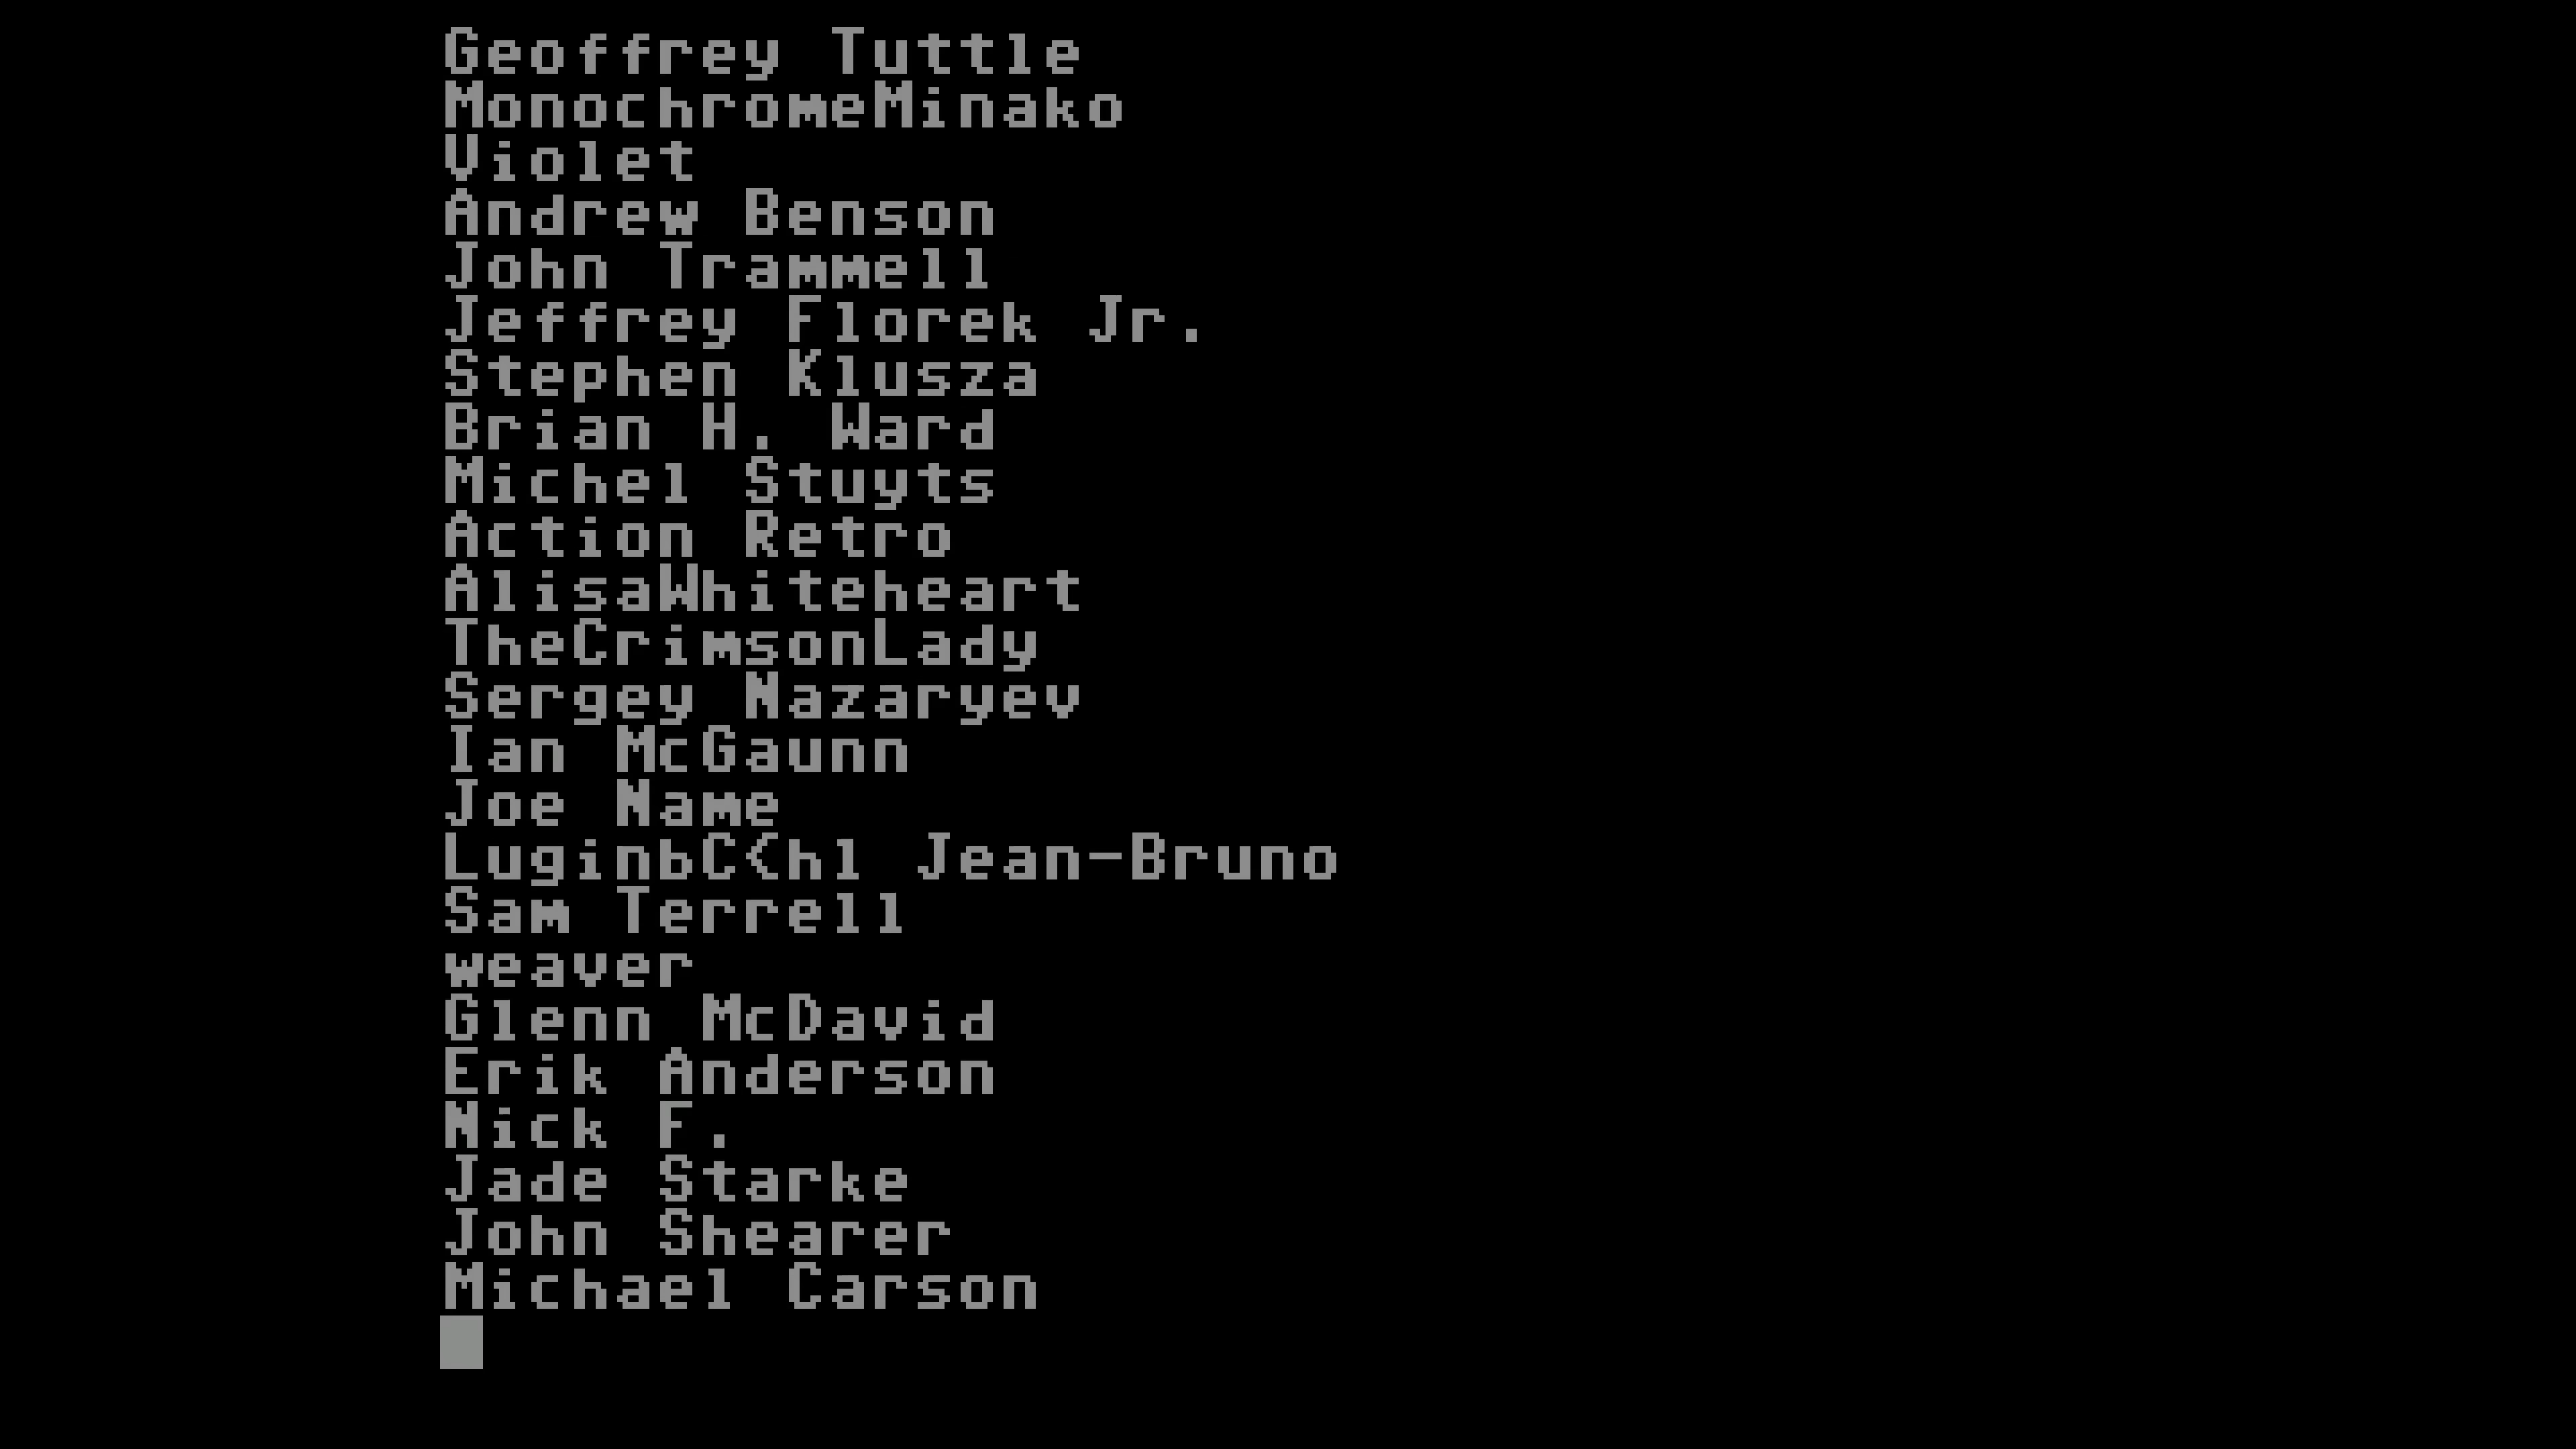 Geoffrey Tuttle
MonochromeMinako
Violet
Andrew Benson
John Trammell
Jeffrey Florek Jr.
Stephen Klusza
Brian H. Ward
Michel Stuyts
Action Retro
AlisaWhiteheart
TheCrimsonLady
Sergey Nazaryev
Ian McGaunn
Joe Name
LuginbC{hl Jean-Bruno
Sam Terrell
weaver
Glenn McDavid
Erik Anderson
Nick F.
Jade Starke
John Shearer
Michael Carson